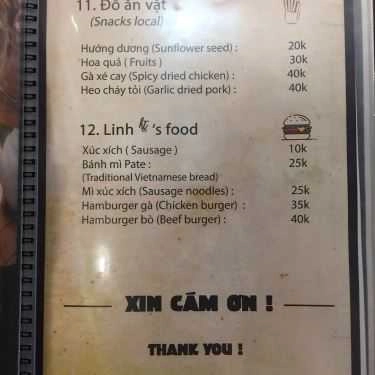 11. Đồ ăn vặt
(Snacks local)
Hướng dương (Sunflower seed) : 20k
Hoa quả ( Fruits ) 30k
Gà xé cay (Spicy dried chicken) : 40k
Heo cháy tỏi (Garlic dried pork) : 40k
12. Linh 's food
Xúc xích ( Sausage ) 10k
Bánh mì Pate : 25k
(Traditional Vietnamese bread)
Mì xúc xích (Sausage noodles) : 25k
Hamburger gà (Chicken burger) : 35k
Hamburger bò (Beef burger) : 40k
XIN CÁM ƠN !
THANK YOU !